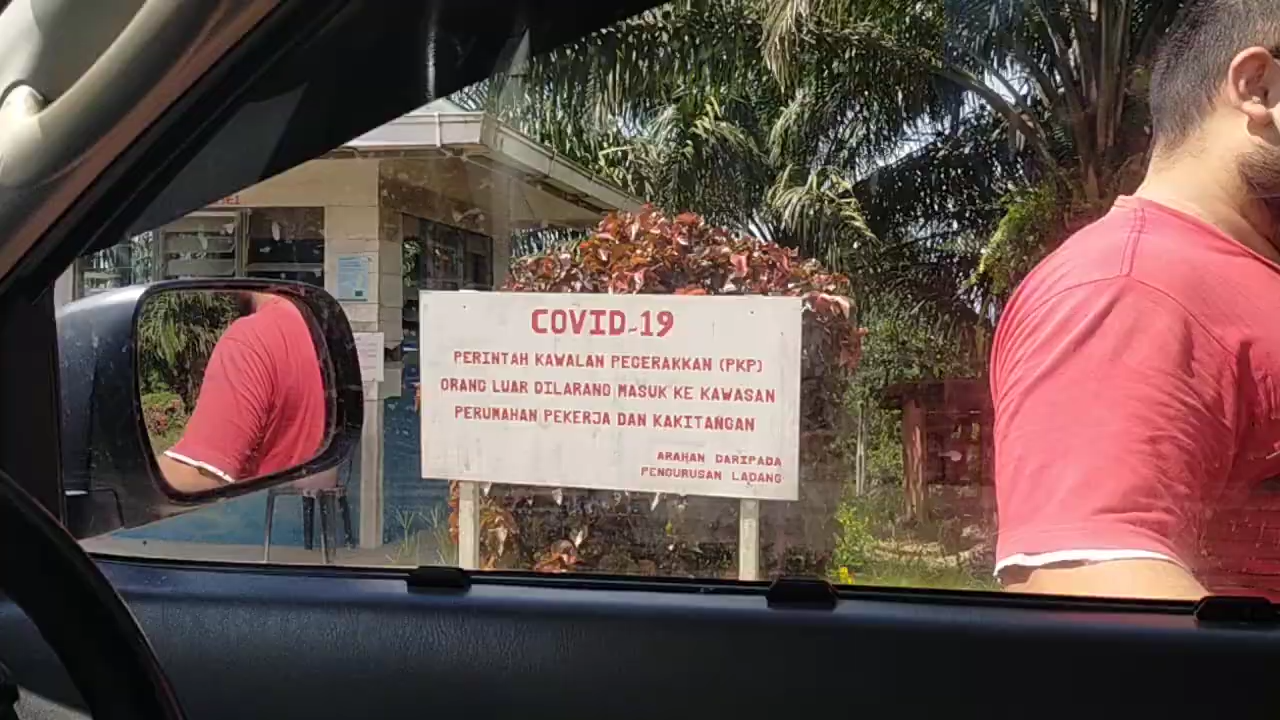 COVID-19
PERINTAH KAWALAN PEGERAKKAN (PKP)
ORANG LUAR DILARANG MASUK KE KAWASAN
PERUMAHAN PEKERJA DAN KAKITANGAN
ARAHAN DARIPADA
PENGURUSAN LADANG